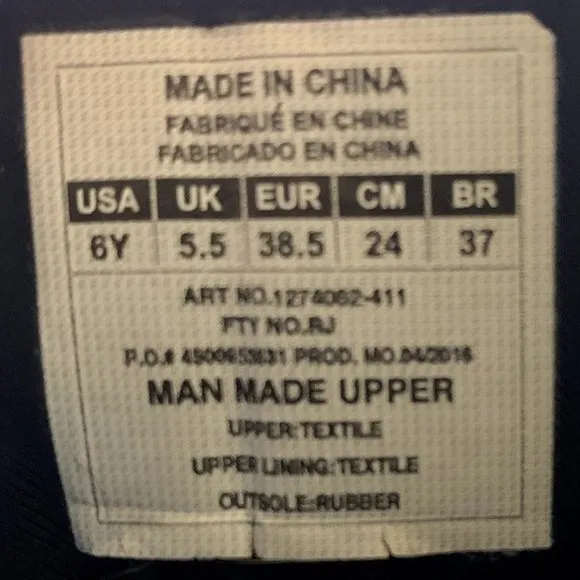 MADE IN CHINA
FABRIQUÉ EN CHINE
FABRICADO EN CHINA
USA UK EUR CM BR
6Y 5.5 38.5 24 37
ART NO.1274062-411
FTY NO.RJ
P.O.# PROD. MO.04/2016
MAN MADE UPPER
UPPER:TEXTILE
UPPER LINING:TEXTILE
OUTSOLE:RUBBER